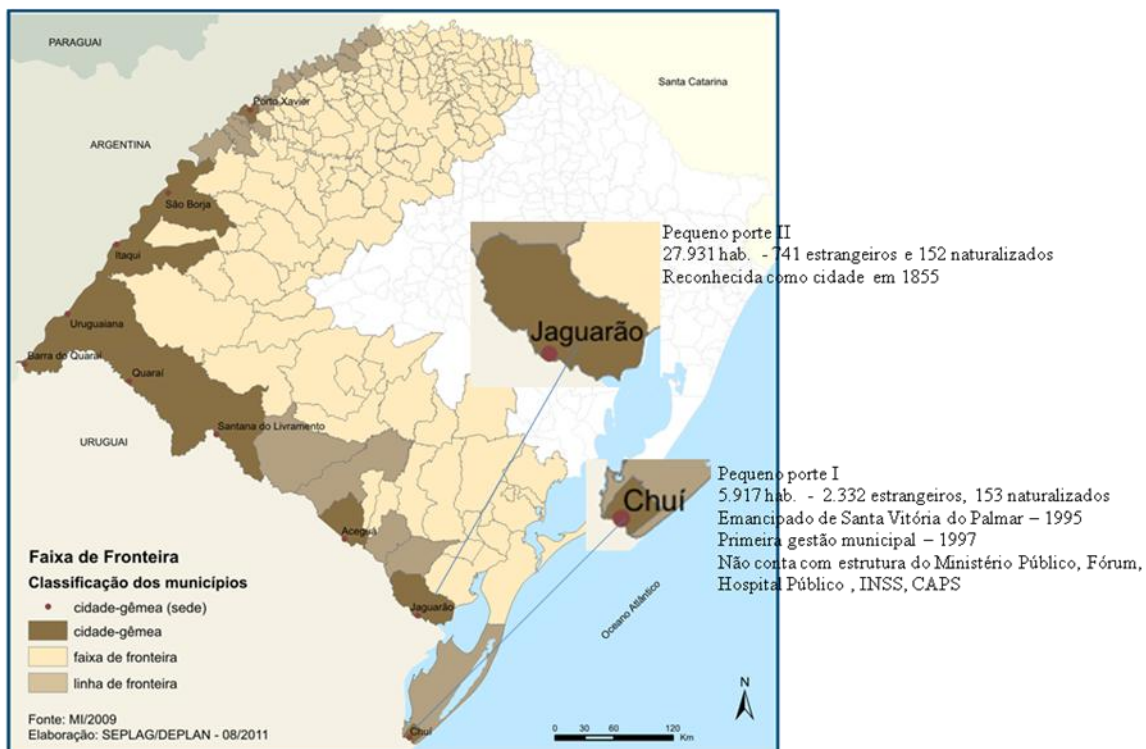 PARAGUAI
Santa Catarina
Porto Xavier
ARGENTINA
São Borja
Itaqui
Pequeno porte II
27.931 hab. - 741 estrangeiros e 152 naturalizados
Reconhecida como cidade em 1855
Jaguarão
Uruguaiana
Barra do Quaraí
Quaraí
Santana do Livramento
URUGUAI
Pequeno porte I
5.917 hab. - 2.332 estrangeiros, 153 naturalizados
Emancipado de Santa Vitória do Palmar – 1995
Primeira gestão municipal – 1997
Não conta com estrutura do Ministério Público, Fórum,
Hospital Público , INSS, CAPS
Chuí
Aceguá
Jaguarão
Oceano Atlântico
Chuí
Faixa de Fronteira
Classificação dos municípios
cidade-gêmea (sede)
cidade-gêmea
faixa de fronteira
linha de fronteira
Fonte: MI/2009
Elaboração: SEPLAG/DEPLAN - 08/2011
N
0 30 60 120
Km